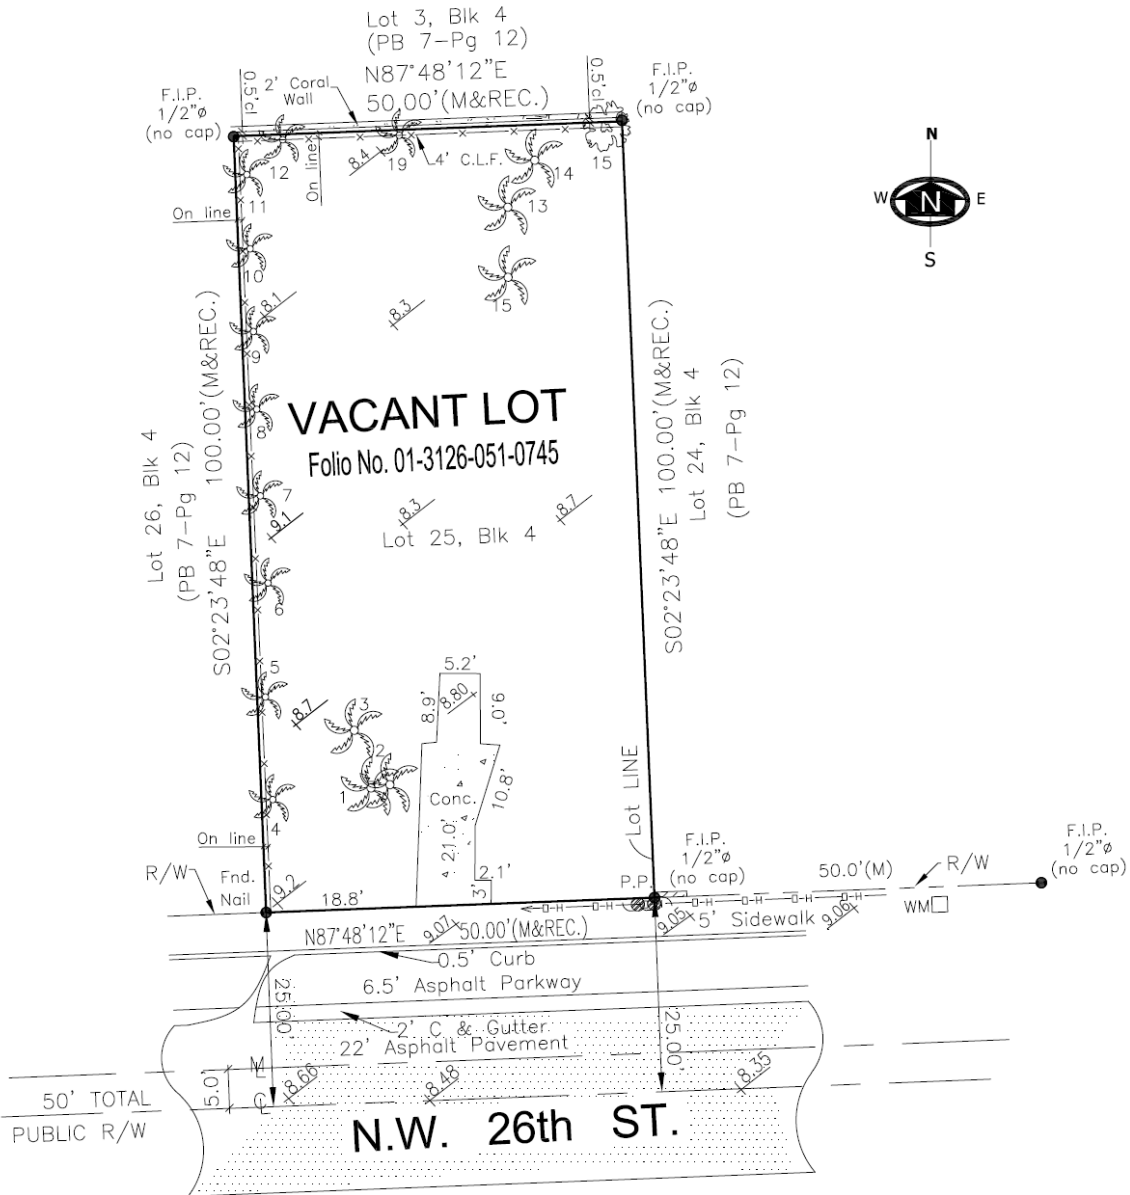 Lot 3, Blk 4
(PB 7-Pg 12)
N87°48'12"E
50.00'(M&REC.)
F.I.P.
1/2"ø
(no cap)
0.5'cl
2' Coral
Wall
0.5'cl
F.I.P.
1/2"ø
(no cap)
12
On line
8.4
19
4' C.L.F.
14
15
11
13
On line
10
15
8.1
8.3
9
N
W
N
E
S
S02°23'48"E 100.00'(M&REC.)
Lot 26, Blk 4
(PB 7-Pg 12)
8
VACANT LOT
Folio No. 01-3126-051-0745
S02°23'48"E 100.00'(M&REC.)
Lot 24, Blk 4
(PB 7-Pg 12)
7
9.1
8.3
8.7
Lot 25, Blk 4
6
5
8.7
3
2
1
4
5.2'
8.80
8.9'
6.0'
10.8'
Conc.
21.0'
2.1'
3'
Lot LINE
On line
R/W
Fnd.
Nail
9.2
18.8'
P.P.
F.I.P.
1/2"ø
(no cap)
50.0'(M)
R/W
F.I.P.
1/2"ø
(no cap)
O-H O-H O-H O-H
WM
N87°48'12"E
9.07
50.00'(M&REC.)
9.05
5' Sidewalk
9.06
0.5' Curb
6.5' Asphalt Parkway
25.00'
2' C & Gutter
22' Asphalt Pavement
25.00'
ML
5.0'
CL
8.66
8.48
8.35
50' TOTAL
PUBLIC R/W
N.W. 26th ST.